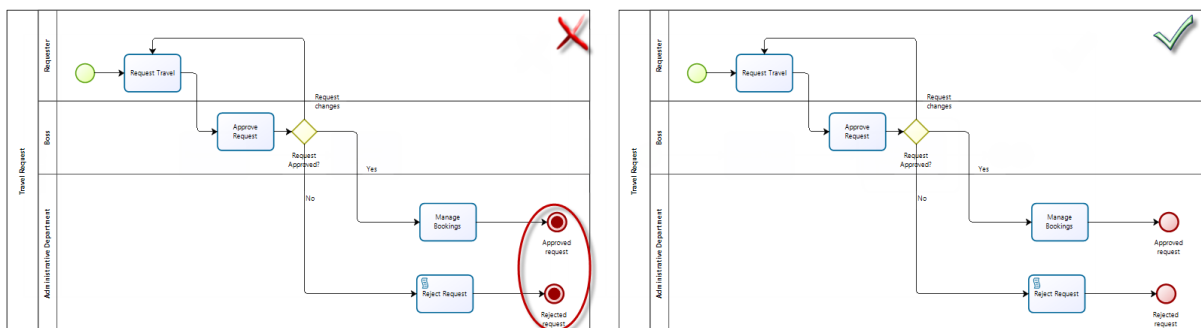 Travel Request
Requester
Boss
Administrative Department
Request Travel
Request
changes
Approve
Request
Request
Approved?
Yes
No
Manage
Bookings
Approved
request
Reject Request
Rejected
request
Travel Request
Requester
Boss
Administrative Department
Request Travel
Request
changes
Approve
Request
Request
Approved?
Yes
No
Manage
Bookings
Approved
request
Reject Request
Rejected
request